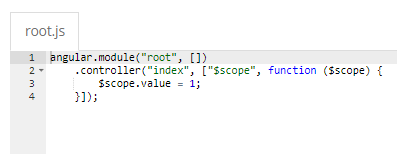 root.js
1 angular.module("root", [])
2     .controller("index", ["$scope", function ($scope) {
3         $scope.value = 1;
4     }]);